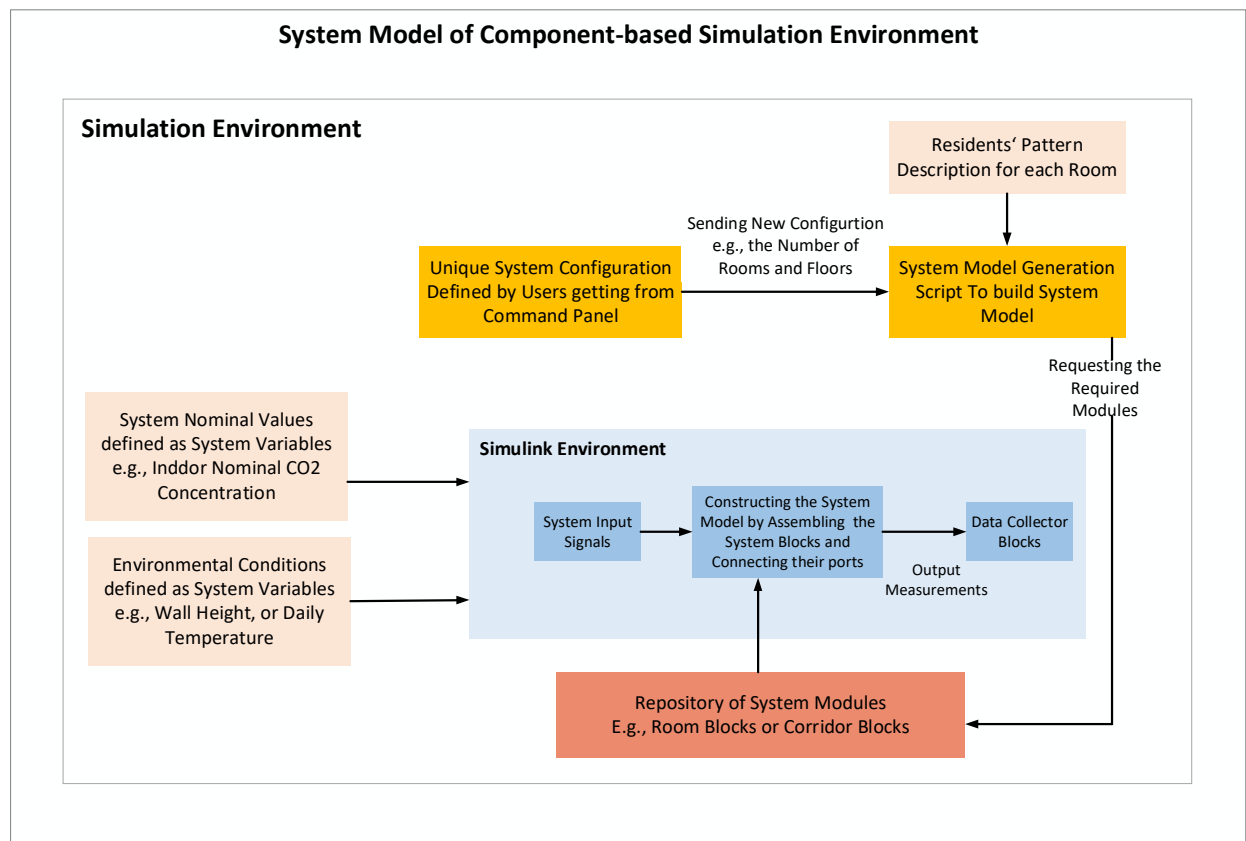 System Model of Component-based Simulation Environment
Simulation Environment
Residents‘ Pattern
Description for each Room
Sending New Configurtion
e.g., the Number of
Rooms and Floors
Unique System Configuration
Defined by Users getting from
Command Panel
System Model Generation
Script To build System
Model
Requesting the
Required
Modules
System Nominal Values
defined as System Variables
e.g., Inddor Nominal CO2
Concentration
Simulink Environment
System Input
Signals
Constructing the System
Model by Assembling the
System Blocks and
Connecting their ports
Data Collector
Blocks
Output
Measurements
Environmental Conditions
defined as System Variables
e.g., Wall Height, or Daily
Temperature
Repository of System Modules
E.g., Room Blocks or Corridor Blocks